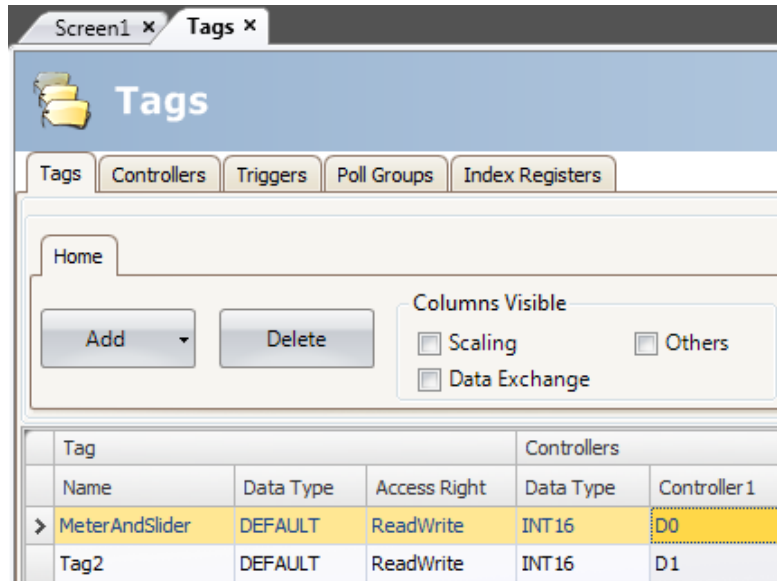 Screen1 × Tags ×
Tags
Tags Controllers Triggers Poll Groups Index Registers
Home
Columns Visible
Add Delete Scaling Others
Data Exchange
Tag Controllers
Name Data Type Access Right Data Type Controller1
MeterAndSlider DEFAULT ReadWrite INT16 D0
Tag2 DEFAULT ReadWrite INT16 D1